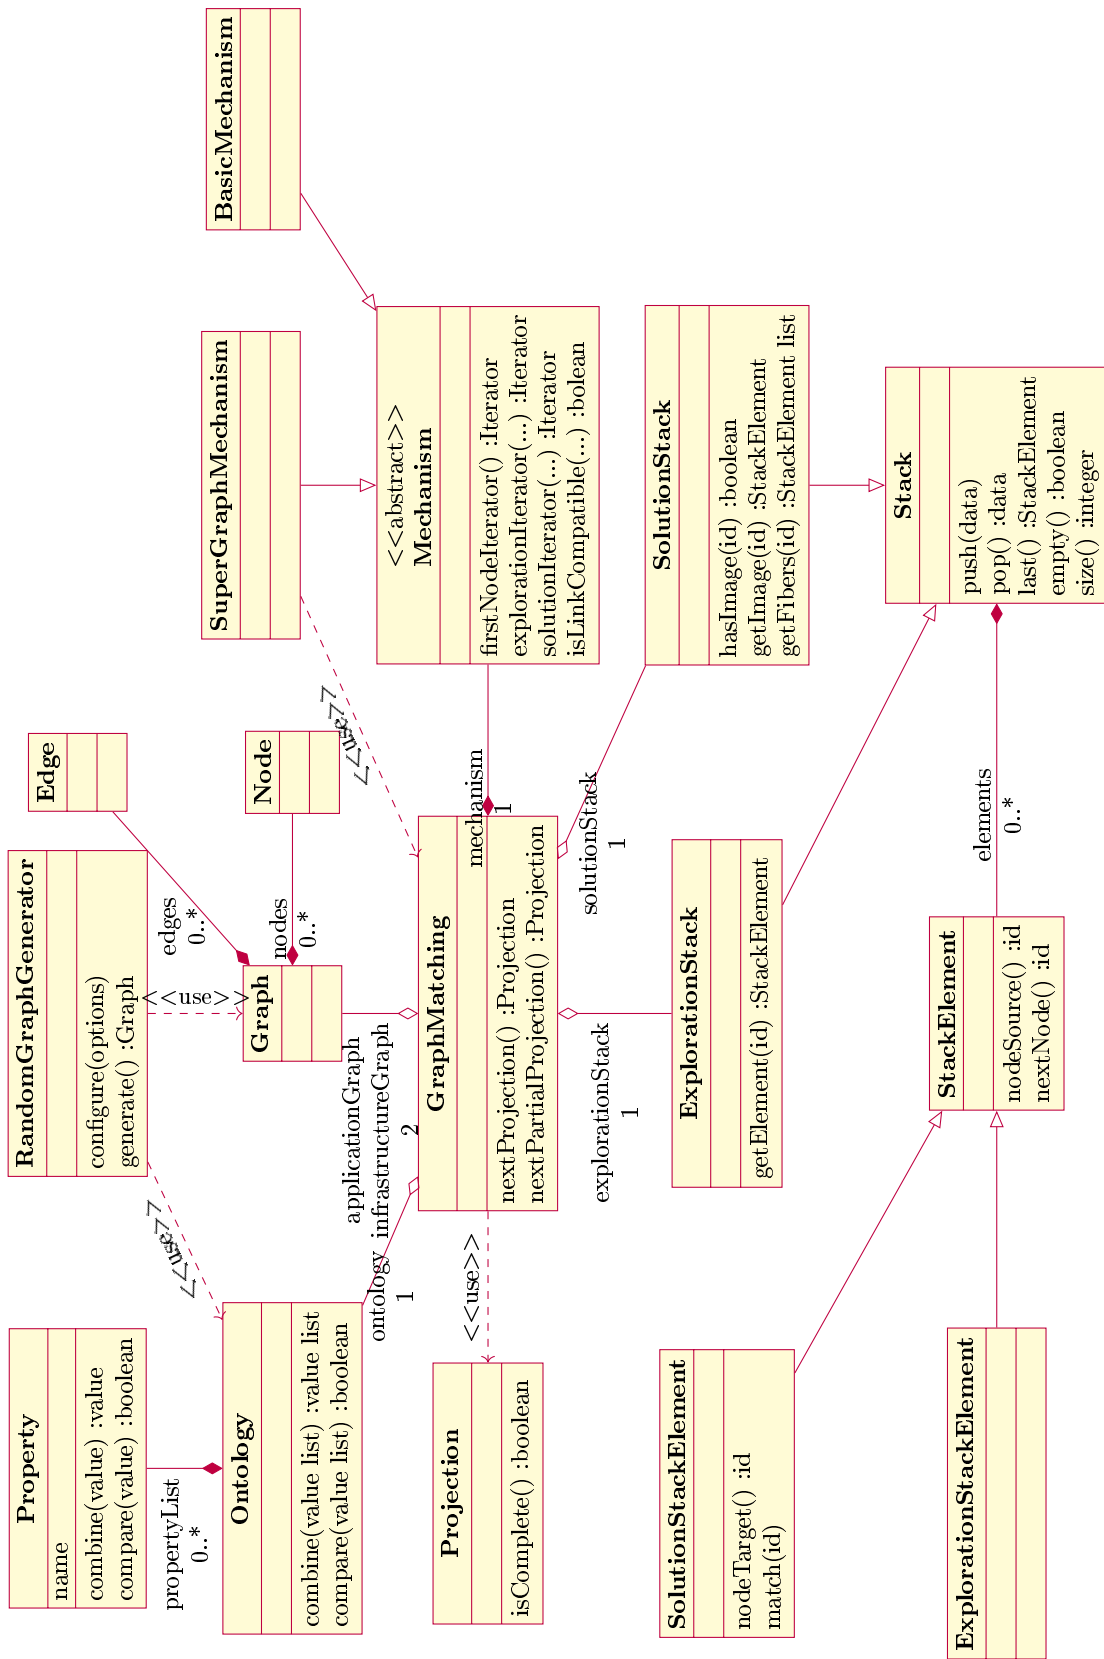 Property
name
combine(value) :value
compare(value) :boolean
RandomGraphGenerator
configure(options)
generate() :Graph
Edge
propertyList
0..*
<<use>>
<<use>>
edges
0..*
Ontology
combine(value list) :value list
compare(value list) :boolean
Graph
nodes
0..*
Node
SuperGraphMechanism
BasicMechanism
ontology
1
applicationGraph
infrastructureGraph
2
<<use>>
Projection
isComplete() :boolean
<<use>>
GraphMatching
nextProjection() :Projection
nextPartialProjection() :Projection
mechanism
1
<<abstract>>
Mechanism
firstNodeIterator() :Iterator
explorationIterator(...) :Iterator
solutionIterator(...) :Iterator
isLinkCompatible(...) :bolean
explorationStack
1
solutionStack
1
SolutionStackElement
nodeTarget() :id
match(id)
ExplorationStack
getElement(id) :StackElement
SolutionStack
hasImage(id) :boolean
getImage(id) :StackElement
getFibers(id) :StackElement list
ExplorationStackElement
StackElement
nodeSource() :id
nextNode() :id
elements
0..*
Stack
push(data)
pop() :data
last() :StackElement
empty() :boolean
size() :integer